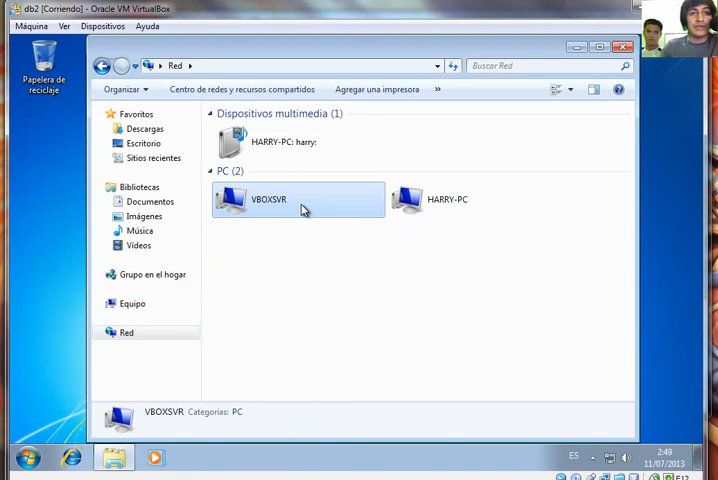 db2 [Corriendo] - Oracle VM VirtualBox
Máquina Ver Dispositivos Ayuda
Papelera de reciclaje
Red
Buscar Red
Organizar Centro de redes y recursos compartidos Agregar una impresora »
Favoritos
Descargas
Escritorio
Sitios recientes
Bibliotecas
Documentos
Imágenes
Música
Vídeos
Grupo en el hogar
Equipo
Red
Dispositivos multimedia (1)
HARRY-PC: harry:
PC (2)
VBOXSVR HARRY-PC
VBOXSVR Categorías: PC
ES
2:49
11/07/2013
F12